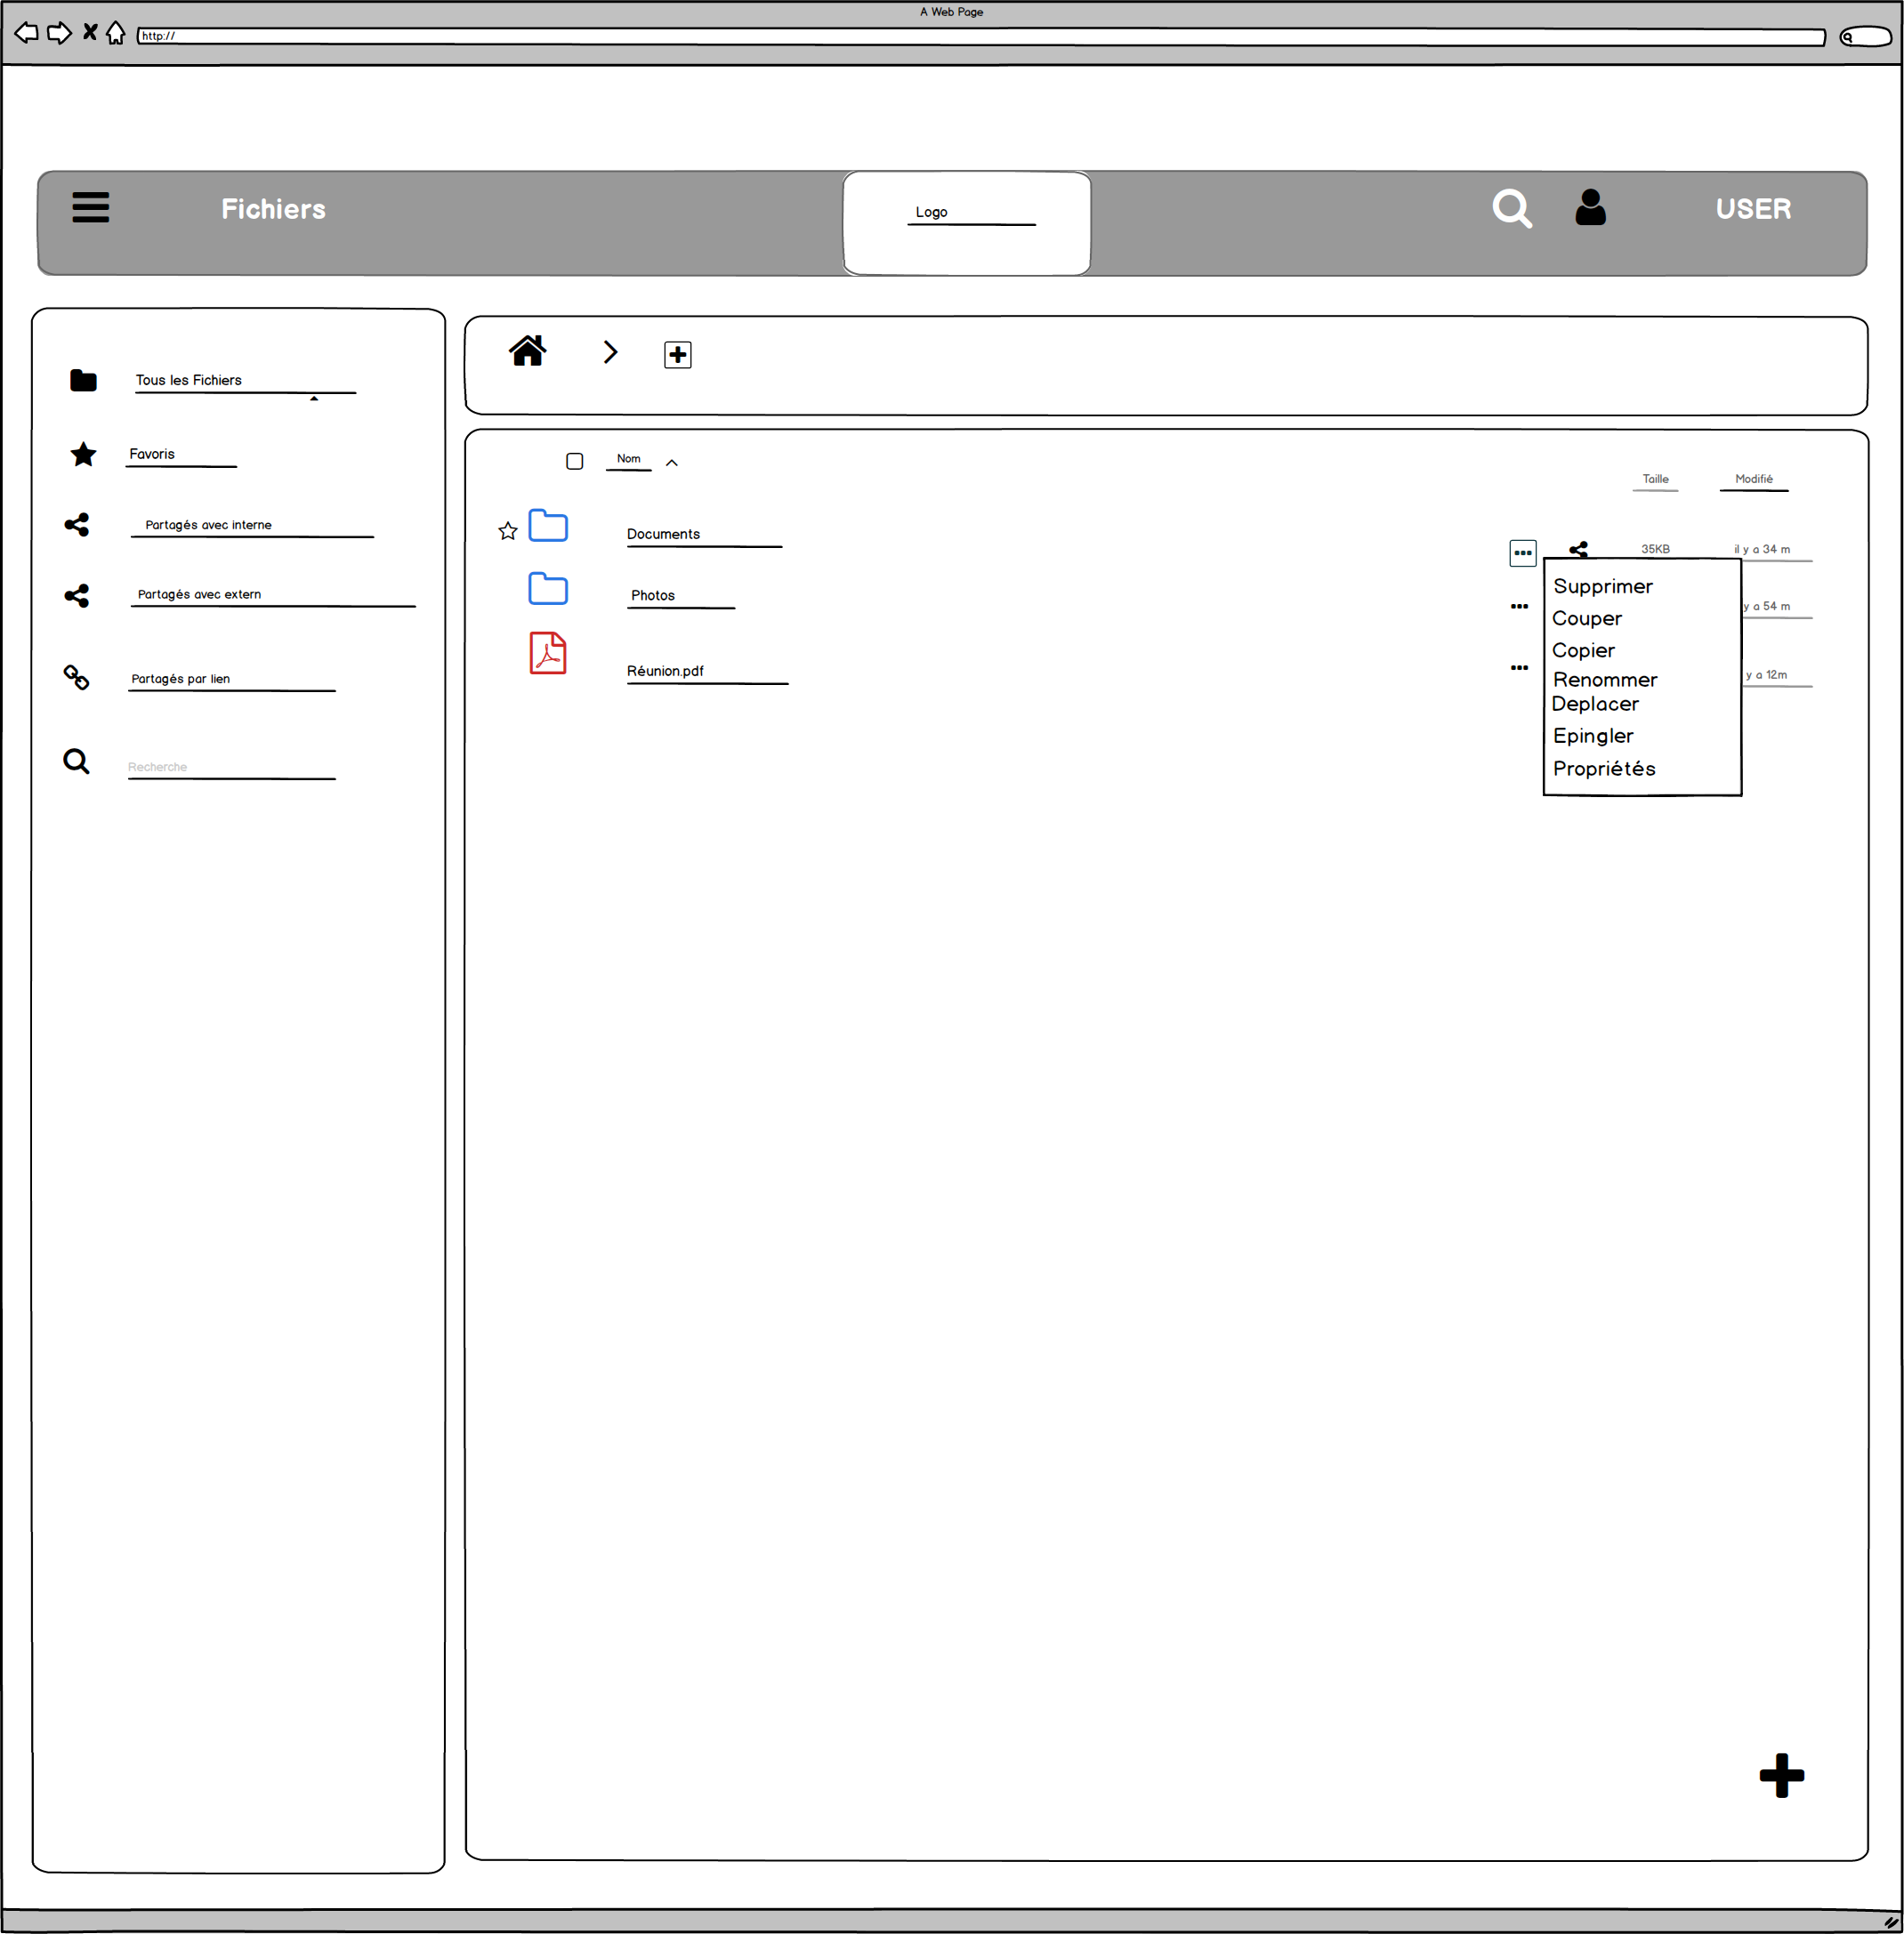 A Web Page
http://
Fichiers
Logo
USER
Tous les Fichiers
Favoris
Partagés avec interne
Partagés avec extern
Partagés par lien
Recherche
Nom
Taille
Modifié
Documents
35KB
il y a 34 m
Photos
y a 54 m
Réunion.pdf
y a 12m
Supprimer
Couper
Copier
Renommer
Deplacer
Epingler
Propriétés